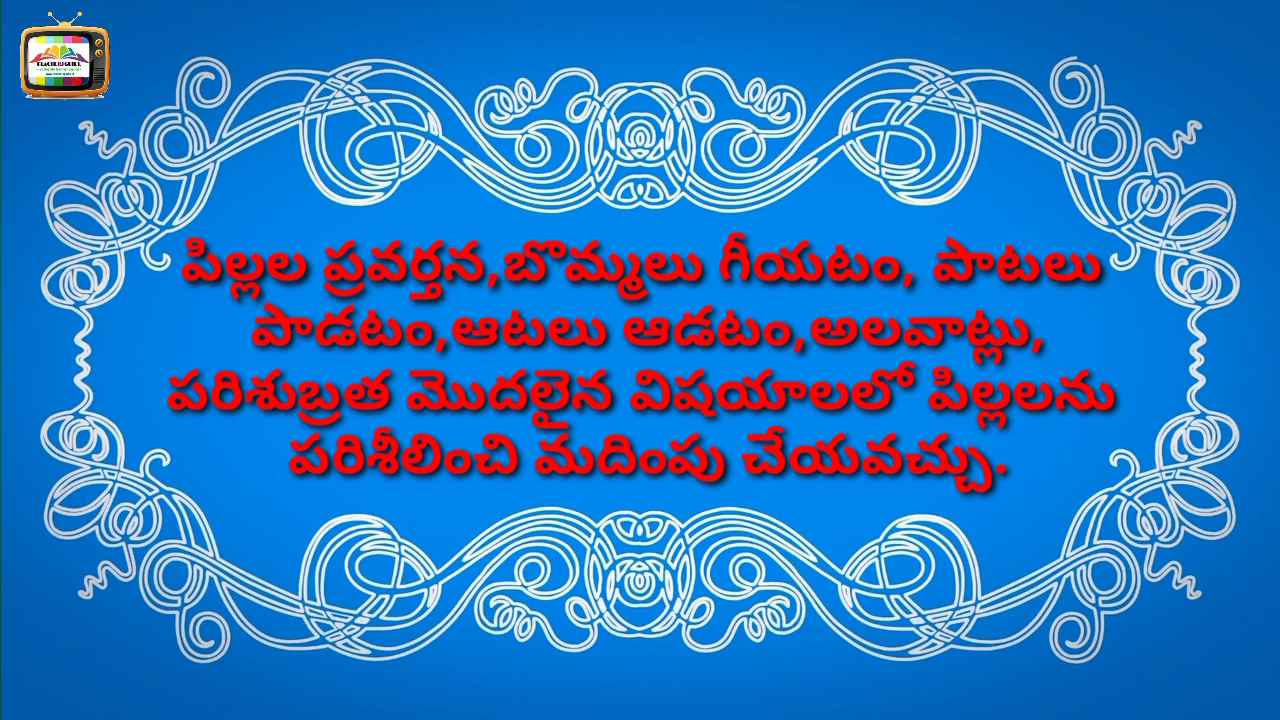 పిల్లల ప్రవర్తన,బొమ్మలు గీయటం, పాటలు
పాడటం,ఆటలు ఆడటం,అలవాట్లు,
పరిశుబ్రత మొదలైన విషయాలలో పిల్లలను
పరిశీలించి మదింపు చేయవచ్చు.